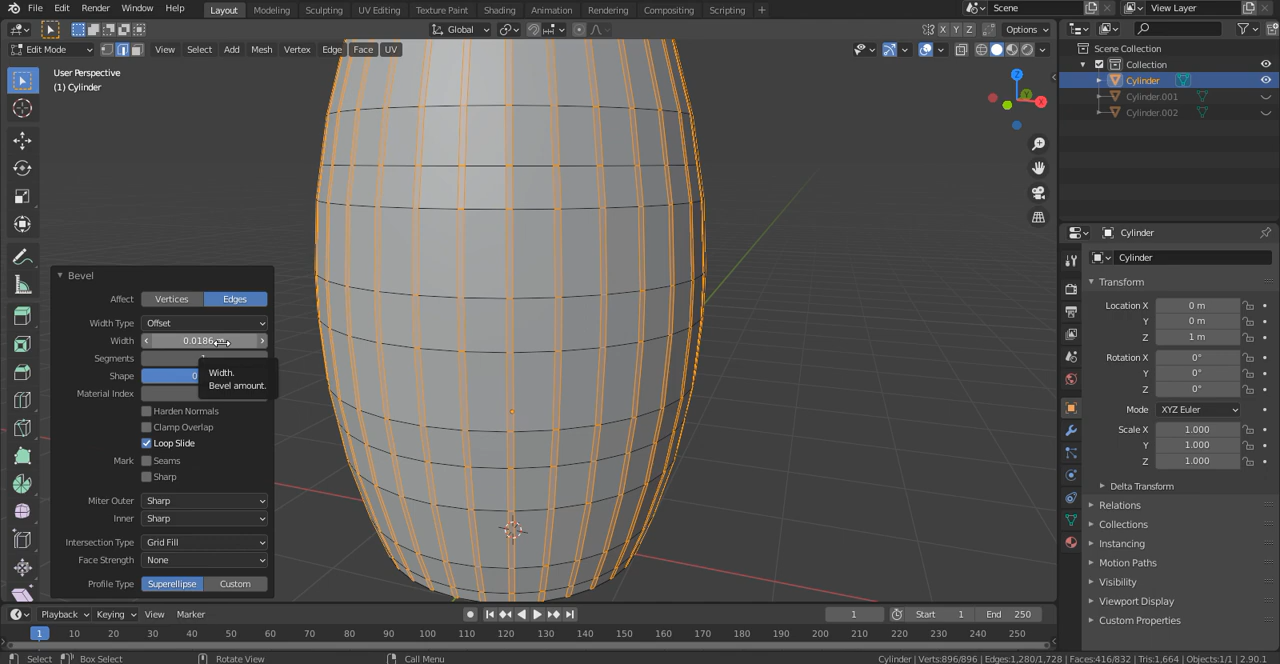 File Edit Render Window Help Layout Modeling Sculpting UV Editing Texture Paint Shading Animation Rendering Compositing Scripting + Scene View Layer
Global Options
X Y Z
Edit Mode View Select Add Mesh Vertex Edge Face UV
User Perspective
(1) Cylinder
Z
Y
X
Scene Collection
Collection
Cylinder
Cylinder.001
Cylinder.002
Bevel
Affect Vertices Edges
Width Type Offset
Width 0.0186
Segments
Shape 0
Material Index
Width.
Bevel amount.
Harden Normals
Clamp Overlap
Loop Slide
Mark Seams
Sharp
Miter Outer Sharp
Inner Sharp
Intersection Type Grid Fill
Face Strength None
Profile Type Superellipse Custom
Cylinder
Cylinder
Transform
Location X 0 m
Y 0 m
Z 1 m
Rotation X 0°
Y 0°
Z 0°
Mode XYZ Euler
Scale X 1.000
Y 1.000
Z 1.000
Delta Transform
Relations
Collections
Instancing
Motion Paths
Visibility
Viewport Display
Custom Properties
Playback Keying View Marker 1 Start 1 End 250
1 10 20 30 40 50 60 70 80 90 100 110 120 130 140 150 160 170 180 190 200 210 220 230 240 250
Select Box Select Rotate View Call Menu Cylinder | Verts:896/896 | Edges:1,280/1,728 | Faces:416/832 | Tris:1,664 | Objects:1/1 | 2.90.1